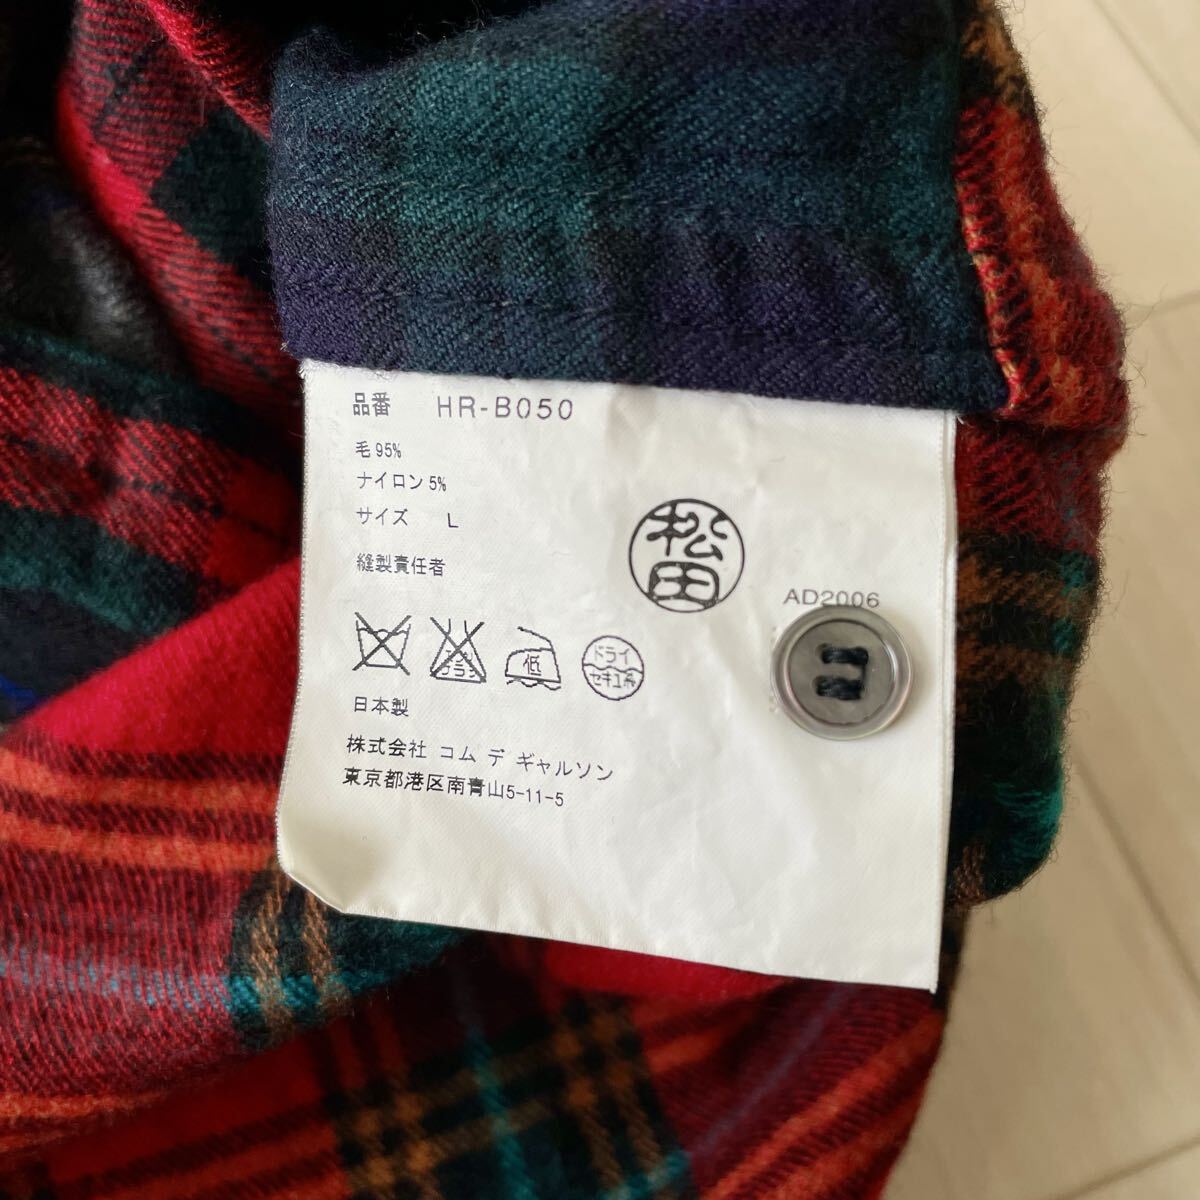 品番 HR-B050
毛 95%
ナイロン 5%
サイズ L
縫製責任者
松田
AD2006
低
ドライ
セキユ系
日本製
株式会社 コム デ ギャルソン
東京都港区南青山5-11-5